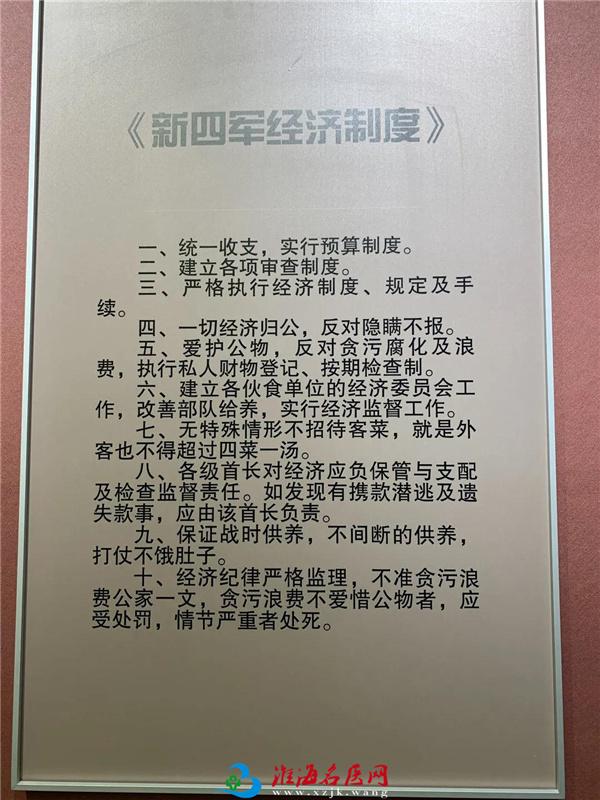 《新四军经济制度》
一、统一收支，实行预算制度。
二、建立各项审查制度。
三、严格执行经济制度、规定及手
续。
四、一切经济归公，反对隐瞒不报。
五、爱护公物，反对贪污腐化及浪
费，执行私人财物登记、按期检查制。
六、建立各伙食单位的经济委员会工
作，改善部队给养，实行经济监督工作。
七、无特殊情形不招待客菜，就是外
客也不得超过四菜一汤。
八、各级首长对经济应负保管与支配
及检查监督责任。如发现有携款潜逃及遗
失款事，应由该首长负责。
九、保证战时供养，不间断的供养，
打仗不饿肚子。
十、经济纪律严格监理，不准贪污浪
费公家一文，贪污浪费不爱惜公物者，应
受处罚，情节严重者处死。
淮海名医网
www.xzjk.wang